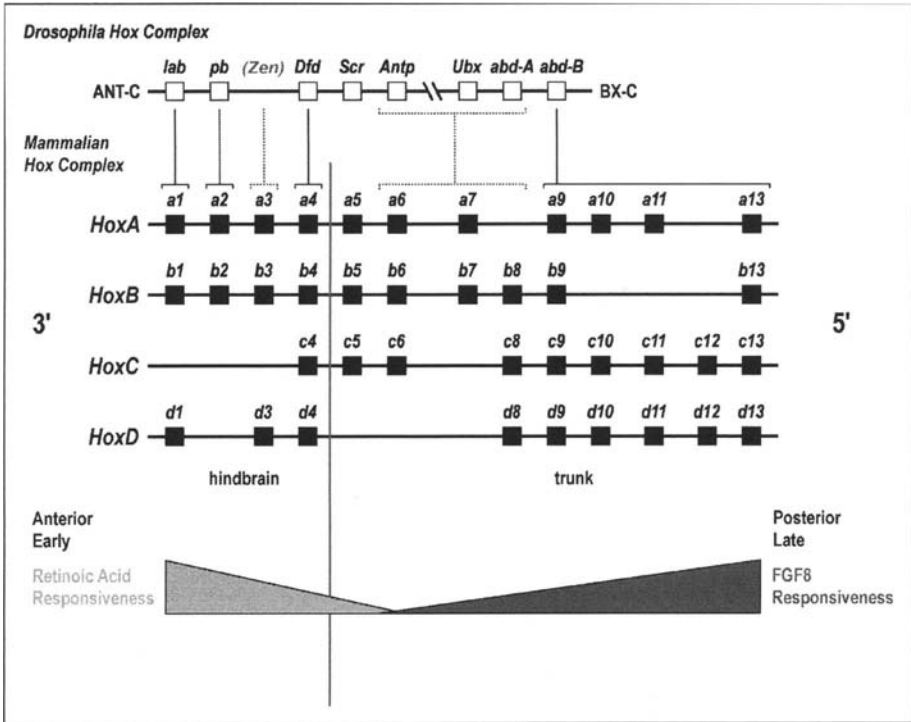 Drosophila Hox Complex
lab pb (Zen) Dfd Scr Antp Ubx abd-A abd-B
ANT-C BX-C
Mammalian
Hox Complex
a1 a2 a3 a4 a5 a6 a7 a9 a10 a11 a13
HoxA
b1 b2 b3 b4 b5 b6 b7 b8 b9 b13
HoxB
3' 5'
c4 c5 c6 c8 c9 c10 c11 c12 c13
HoxC
d1 d3 d4 d8 d9 d10 d11 d12 d13
HoxD
hindbrain trunk
Anterior
Early
Posterior
Late
Retinoic Acid
Responsiveness
FGF8
Responsiveness